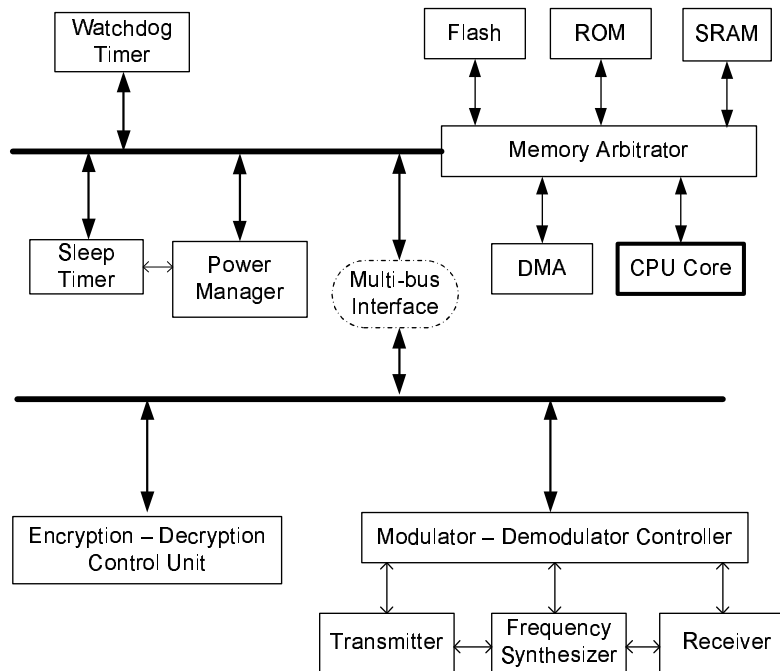 Watchdog
Timer
Flash
ROM
SRAM
Memory Arbitrator
Sleep
Timer
Power
Manager
Multi-bus
Interface
DMA
CPU Core
Encryption – Decryption
Control Unit
Modulator – Demodulator Controller
Transmitter
Frequency
Synthesizer
Receiver